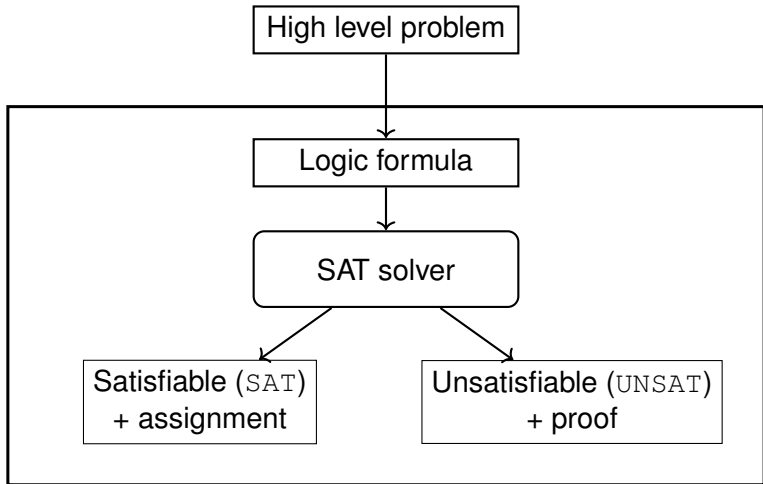 High level problem
Logic formula
SAT solver
Satisfiable (SAT)
+ assignment
Unsatisfiable (UNSAT)
+ proof